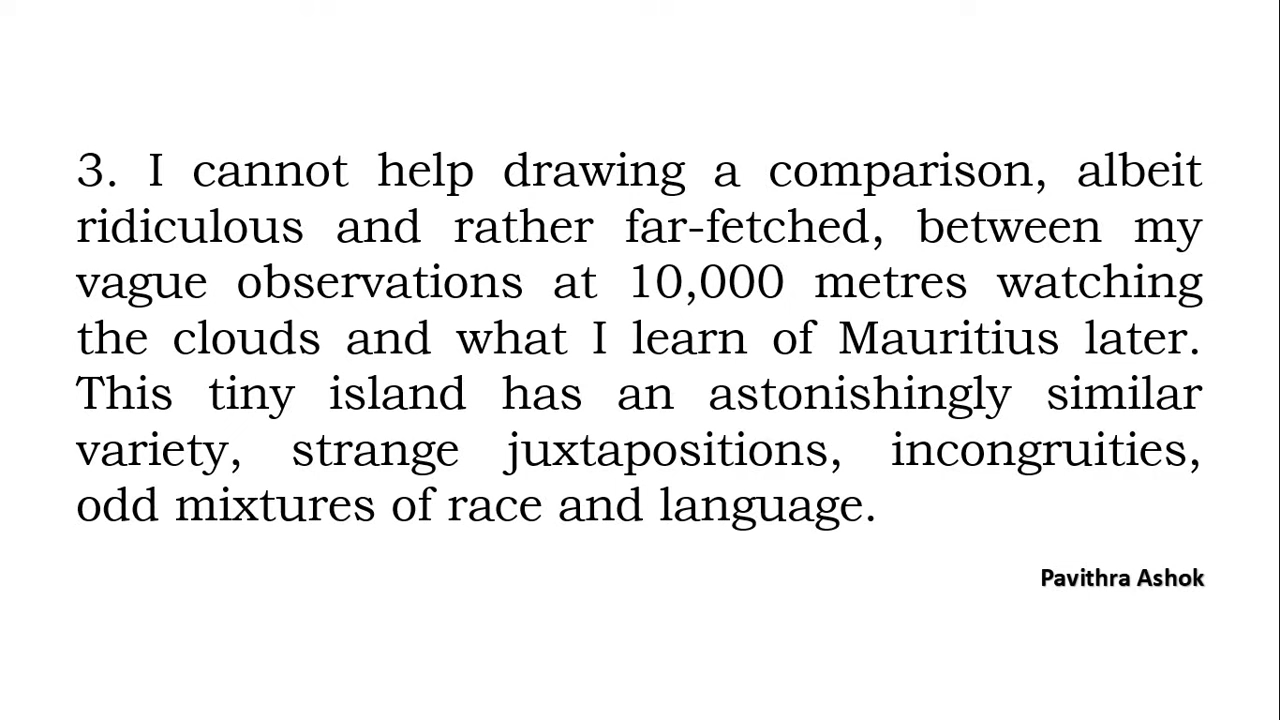 3. I cannot help drawing a comparison, albeit
ridiculous and rather far-fetched, between my
vague observations at 10,000 metres watching
the clouds and what I learn of Mauritius later.
This tiny island has an astonishingly similar
variety, strange juxtapositions, incongruities,
odd mixtures of race and language.
Pavithra Ashok